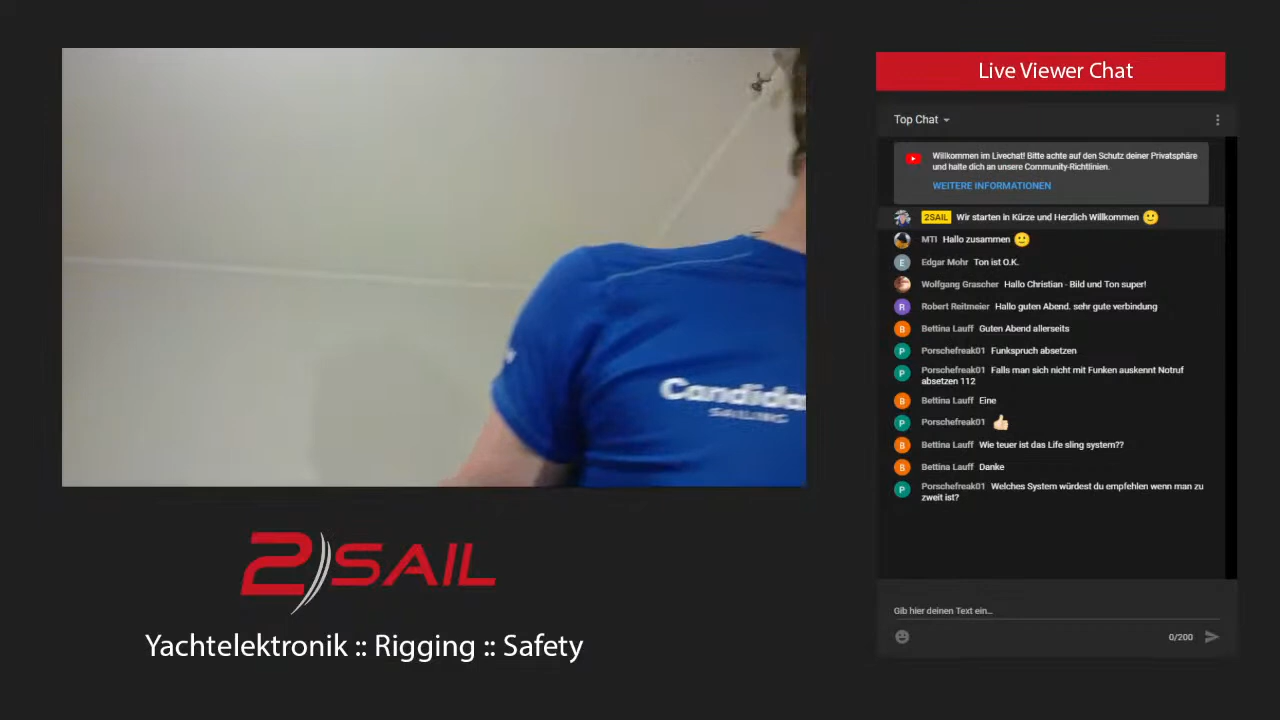 Candida
SAILING
2SAIL
Yachtelektronik :: Rigging :: Safety
Live Viewer Chat
Top Chat
Willkommen im Livechat! Bitte achte auf den Schutz deiner Privatsphäre
und halte dich an unsere Community-Richtlinien.
WEITERE INFORMATIONEN
2SAIL Wir starten in Kürze und Herzlich Willkommen
MTI Hallo zusammen
E Edgar Mohr Ton ist O.K.
Wolfgang Grascher Hallo Christian - Bild und Ton super!
R Robert Reitmeier Hallo guten Abend. sehr gute verbindung
B Bettina Lauff Guten Abend allerseits
P Porschefreak01 Funkspruch absetzen
P Porschefreak01 Falls man sich nicht mit Funken auskennt Notruf
absetzen 112
B Bettina Lauff Eine
P Porschefreak01
B Bettina Lauff Wie teuer ist das Life sling system??
B Bettina Lauff Danke
P Porschefreak01 Welches System würdest du empfehlen wenn man zu
zweit ist?
Gib hier deinen Text ein...
0/200